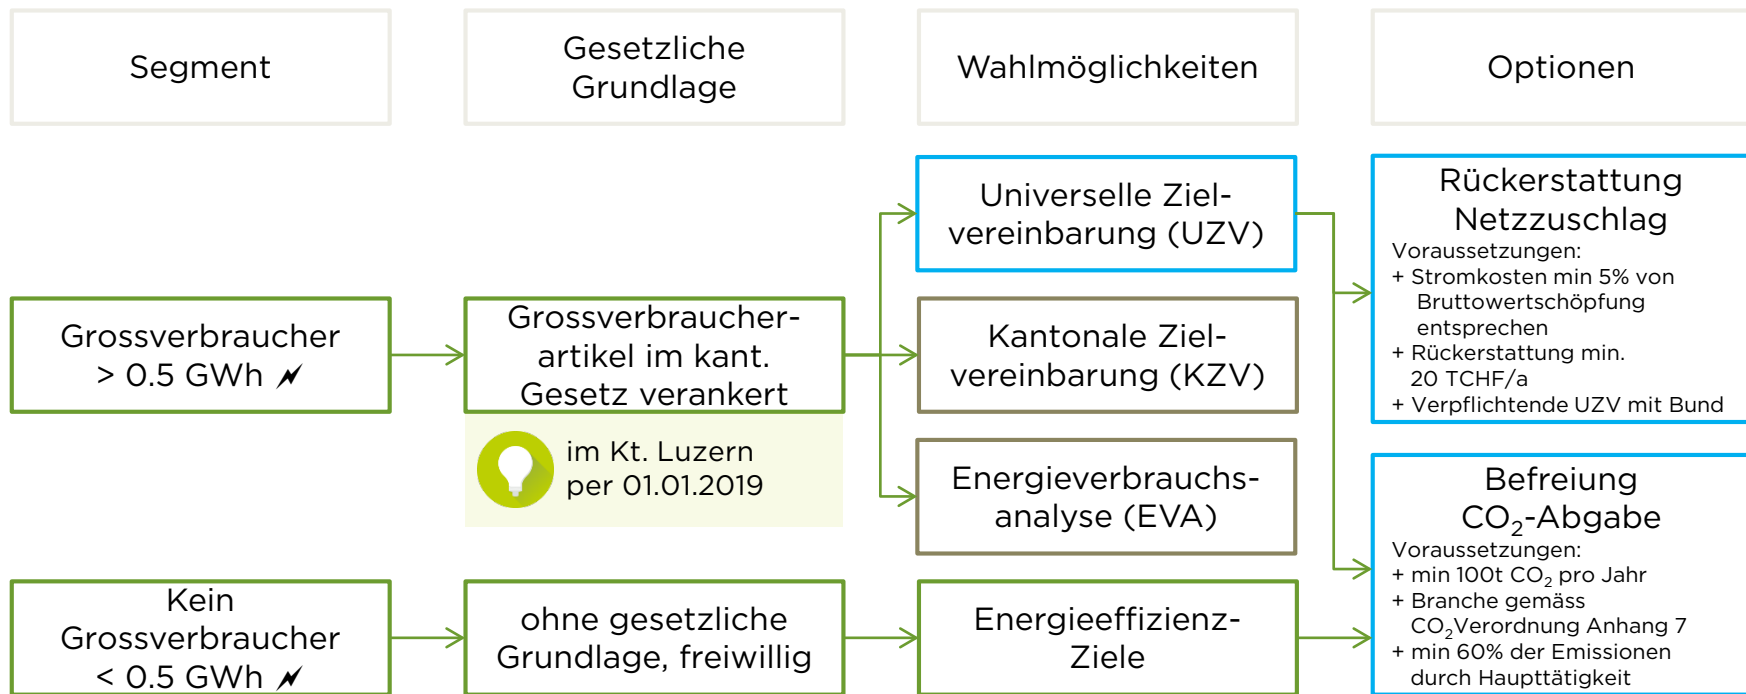 Segment
Gesetzliche
Grundlage
Wahlmöglichkeiten
Optionen
Grossverbraucher
> 0.5 GWh
Grossverbraucher-
artikel im kant.
Gesetz verankert
im Kt. Luzern
per 01.01.2019
Universelle Ziel-
vereinbarung (UZV)
Kantonale Ziel-
vereinbarung (KZV)
Energieverbrauchs-
analyse (EVA)
Rückerstattung
Netzzuschlag
Voraussetzungen:
+ Stromkosten min 5% von
Bruttowertschöpfung
entsprechen
+ Rückerstattung min.
20 TCHF/a
+ Verpflichtende UZV mit Bund
Befreiung
CO₂-Abgabe
Voraussetzungen:
+ min 100t CO₂ pro Jahr
+ Branche gemäss
CO₂Verordnung Anhang 7
+ min 60% der Emissionen
durch Haupttätigkeit
Kein
Grossverbraucher
< 0.5 GWh
ohne gesetzliche
Grundlage, freiwillig
Energieeffizienz-
Ziele